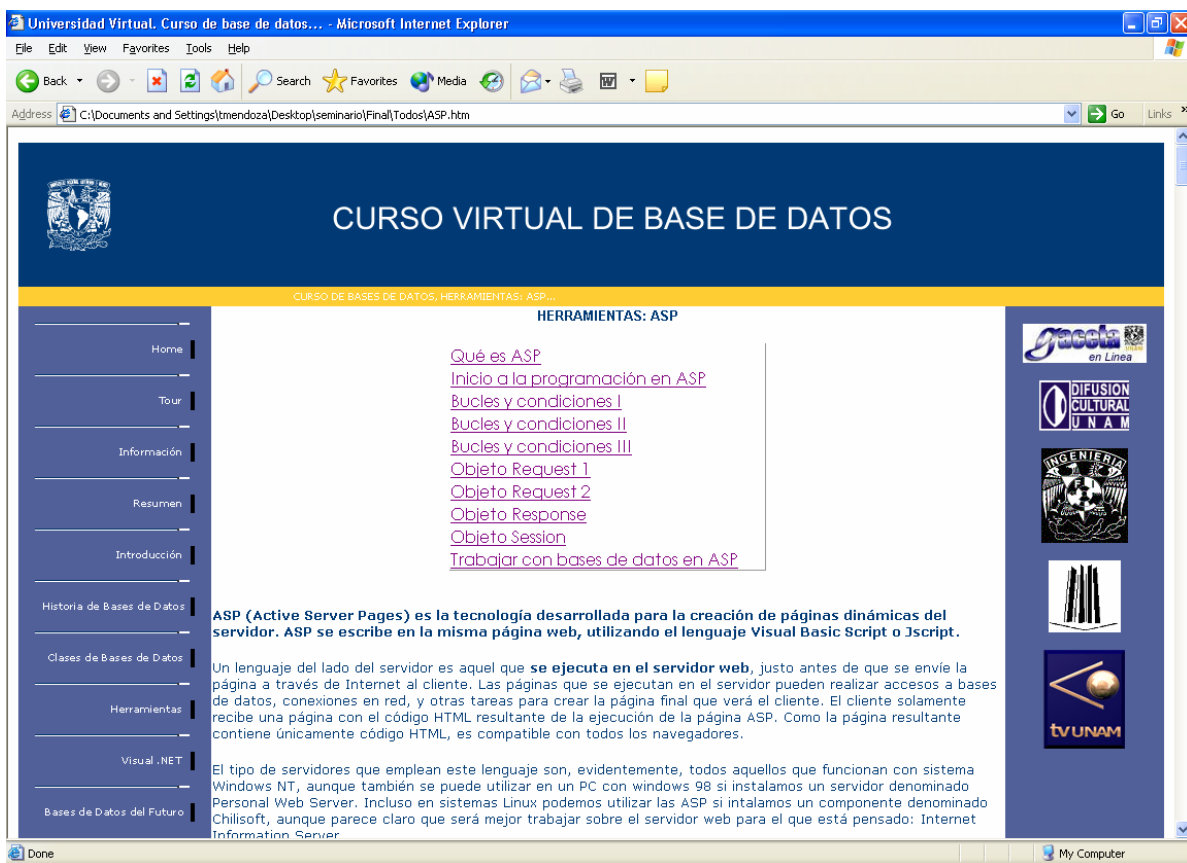 Universidad Virtual. Curso de base de datos... - Microsoft Internet Explorer
File Edit View Favorites Tools Help
Back Search Favorites Media
Address C:\Documents and Settings\tmendoza\Desktop\seminario\Final\Todos\ASP.htm Go Links »
CURSO VIRTUAL DE BASE DE DATOS
CURSO DE BASES DE DATOS, HERRAMIENTAS: ASP...
Home
Tour
Información
Resumen
Introducción
Historia de Bases de Datos
Clases de Bases de Datos
Herramientas
Visual .NET
Bases de Datos del Futuro
HERRAMIENTAS: ASP
Qué es ASP
Inicio a la programación en ASP
Bucles y condiciones I
Bucles y condiciones II
Bucles y condiciones III
Objeto Request 1
Objeto Request 2
Objeto Response
Objeto Session
Trabajar con bases de datos en ASP
ASP (Active Server Pages) es la tecnología desarrollada para la creación de páginas dinámicas del
servidor. ASP se escribe en la misma página web, utilizando el lenguaje Visual Basic Script o Jscript.
Un lenguaje del lado del servidor es aquel que se ejecuta en el servidor web, justo antes de que se envíe la
página a través de Internet al cliente. Las páginas que se ejecutan en el servidor pueden realizar accesos a bases
de datos, conexiones en red, y otras tareas para crear la página final que verá el cliente. El cliente solamente
recibe una página con el código HTML resultante de la ejecución de la página ASP. Como la página resultante
contiene únicamente código HTML, es compatible con todos los navegadores.
El tipo de servidores que emplean este lenguaje son, evidentemente, todos aquellos que funcionan con sistema
Windows NT, aunque también se puede utilizar en un PC con windows 98 si instalamos un servidor denominado
Personal Web Server. Incluso en sistemas Linux podemos utilizar las ASP si intalamos un componente denominado
Chilisoft, aunque parece claro que será mejor trabajar sobre el servidor web para el que está pensado: Internet
Information Server.
gaceta
UNAM
en Línea
DIFUSION
CULTURAL
UNAM
INGENIERIA
tv UNAM
Done My Computer